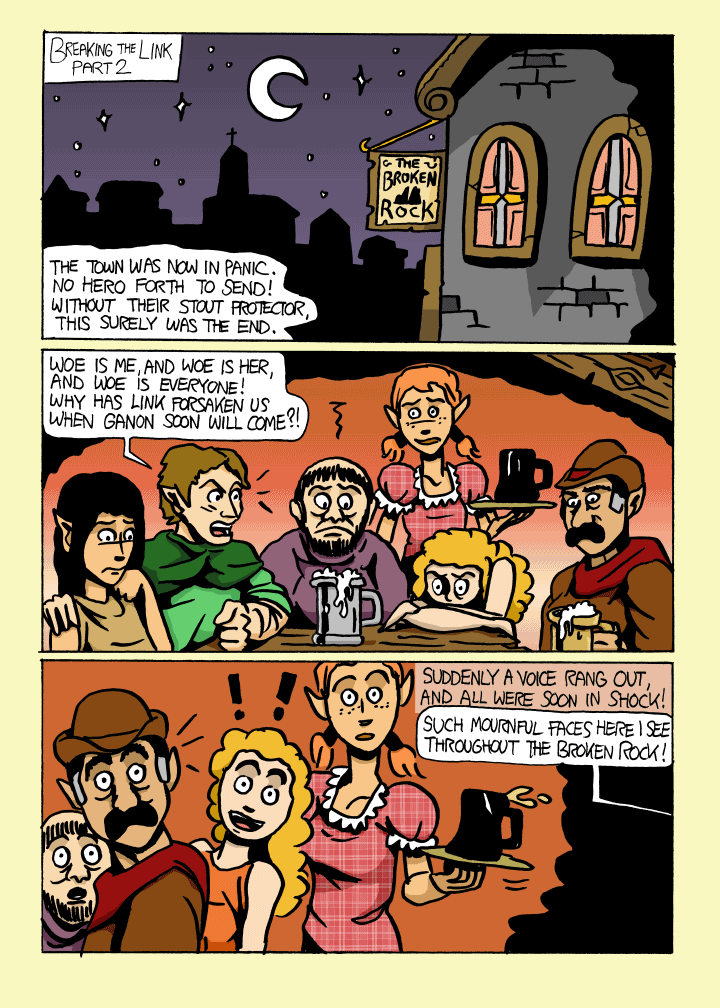 BREAKING THE LINK
PART 2
THE
BROKEN
ROCK
THE TOWN WAS NOW IN PANIC.
NO HERO FORTH TO SEND!
WITHOUT THEIR STOUT PROTECTOR,
THIS SURELY WAS THE END.
WOE IS ME, AND WOE IS HER,
AND WOE IS EVERYONE!
WHY HAS LINK FORSAKEN US
WHEN GANON SOON WILL COME?!
! !
SUDDENLY A VOICE RANG OUT,
AND ALL WERE SOON IN SHOCK!
SUCH MOURNFUL FACES HERE I SEE
THROUGHOUT THE BROKEN ROCK!